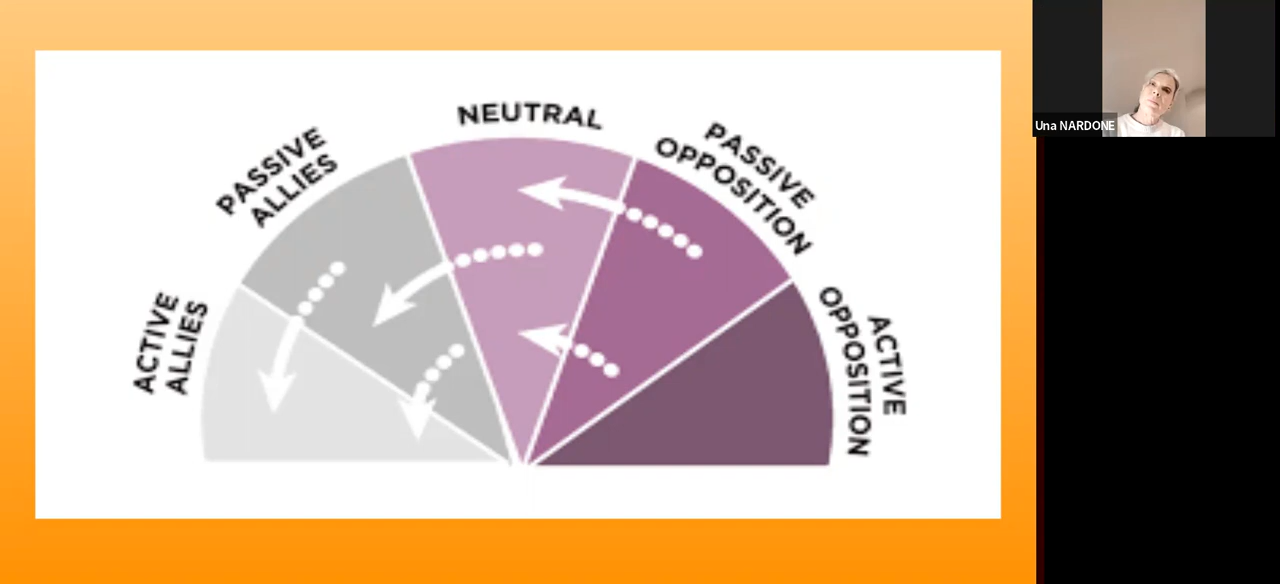 NEUTRAL
PASSIVE
ALLIES
PASSIVE
OPPOSITION
ACTIVE
ALLIES
ACTIVE
OPPOSITION
Una NARDONE